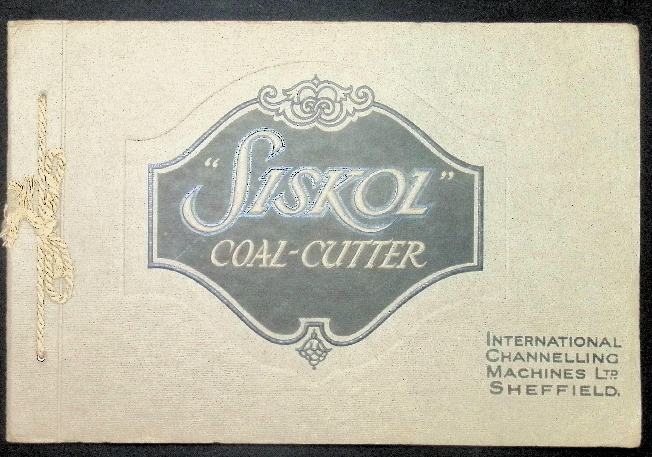 "SISKOL"
COAL-CUTTER
INTERNATIONAL
CHANNELLING
MACHINES LTD
SHEFFIELD.